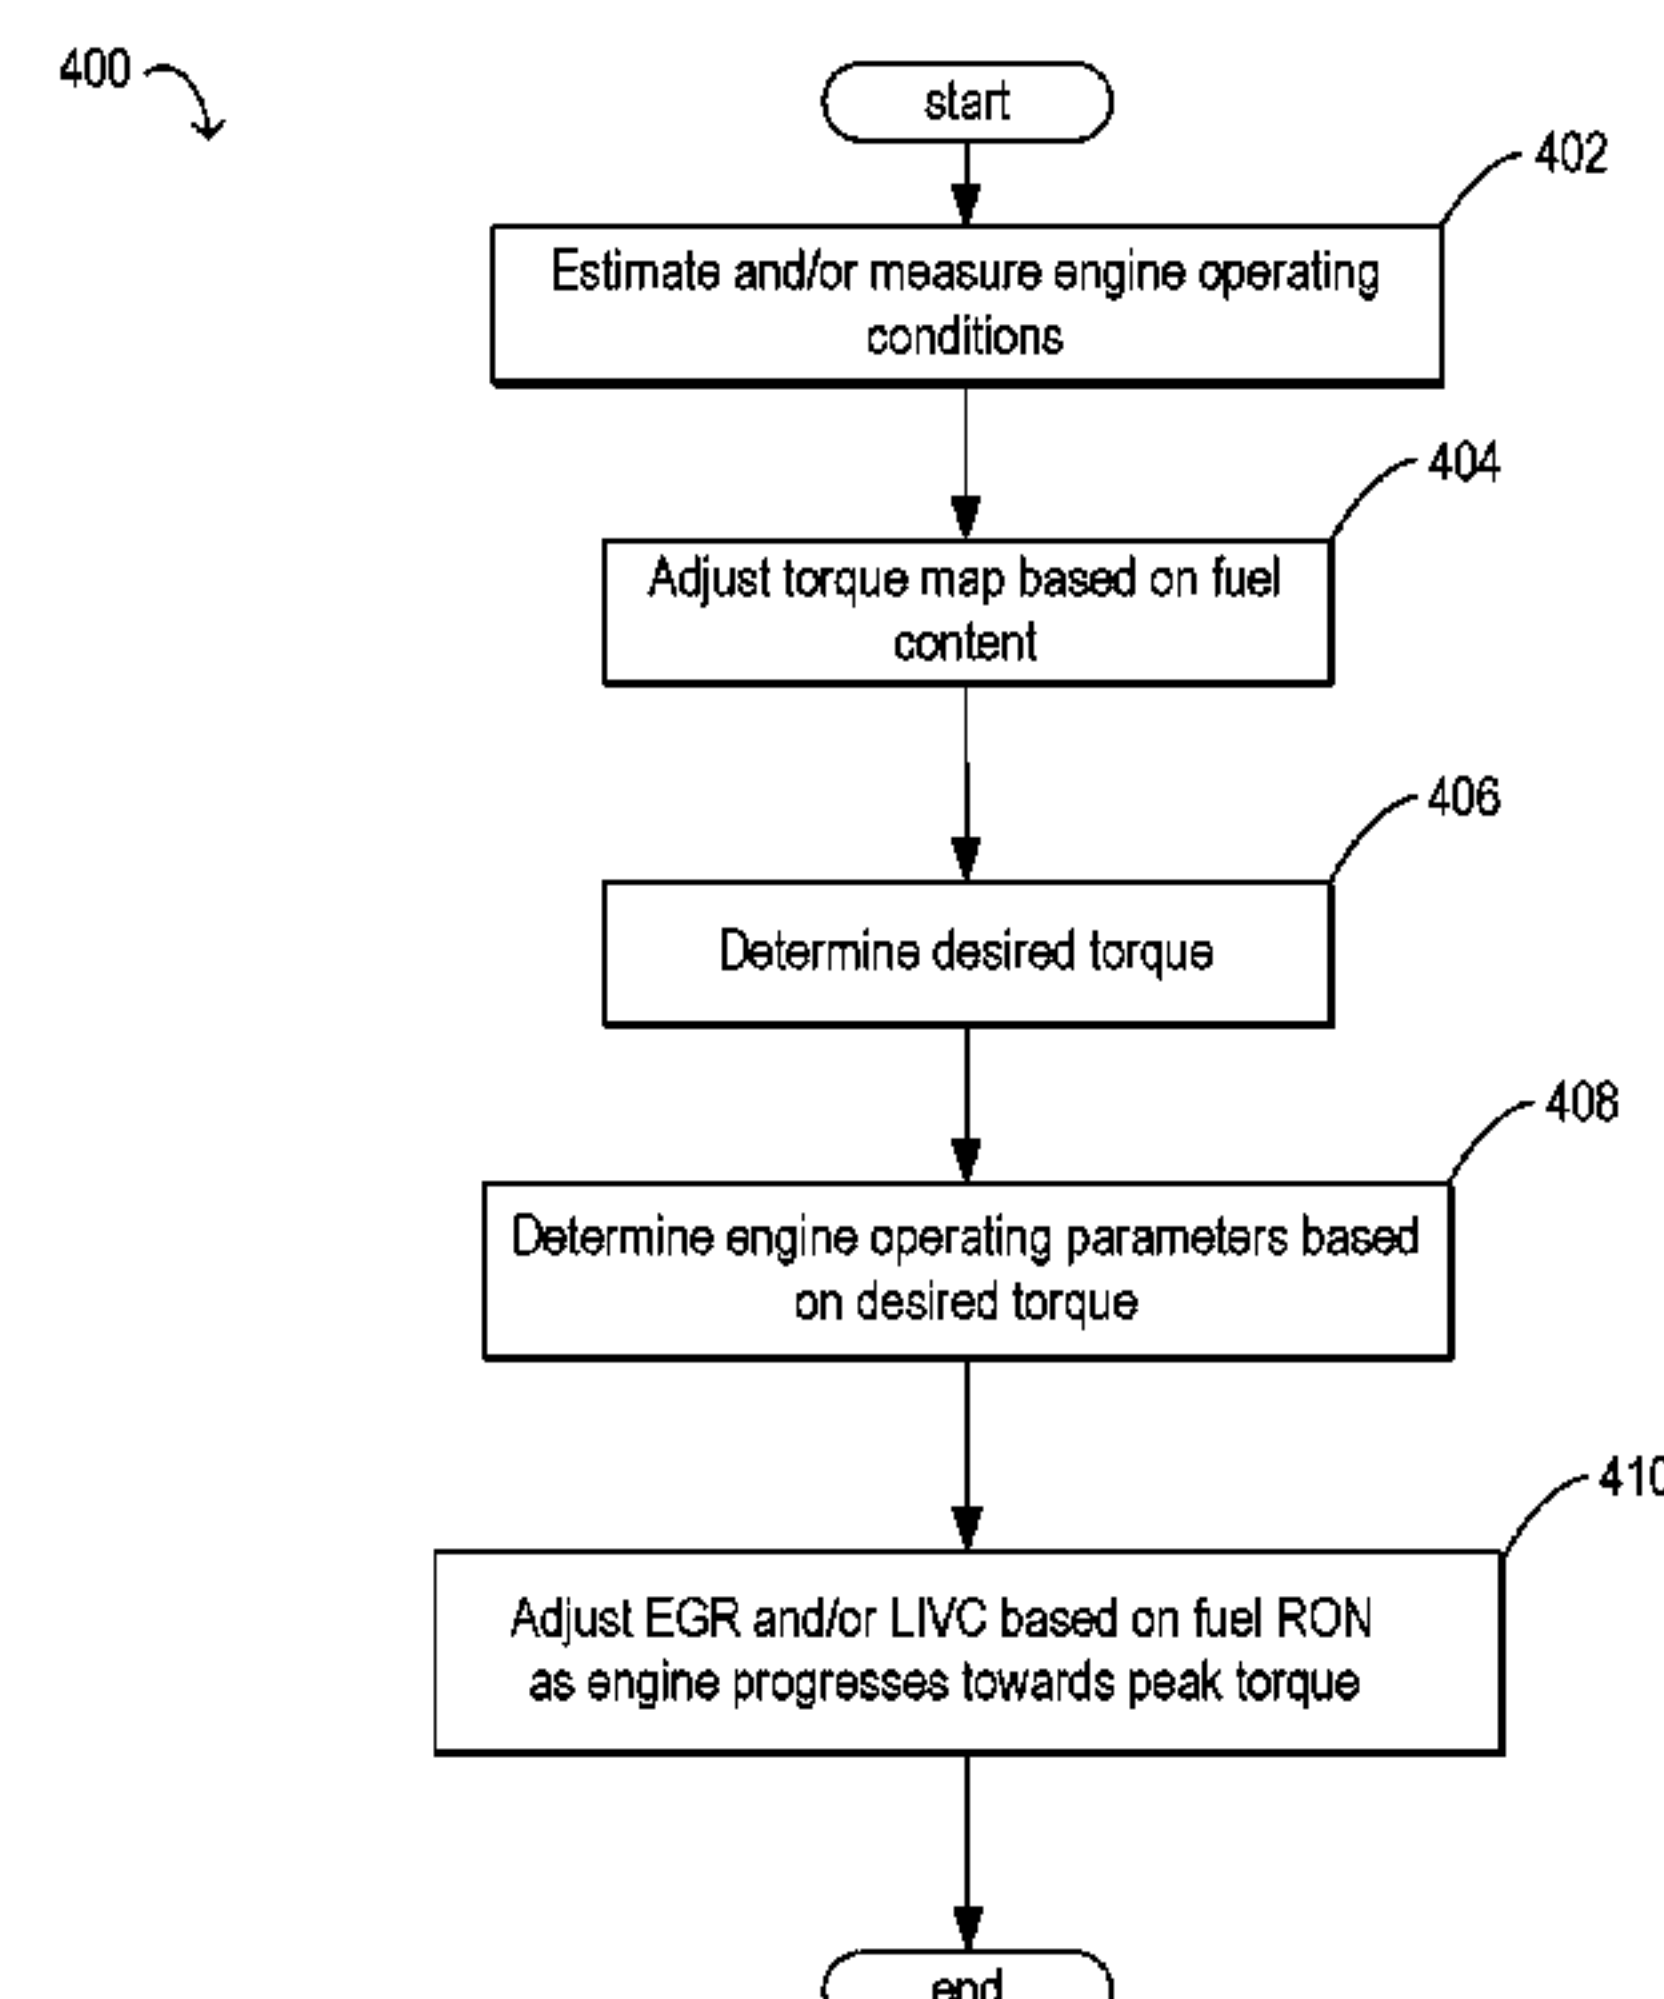 400
start
402
Estimate and/or measure engine operating
conditions
404
Adjust torque map based on fuel
content
406
Determine desired torque
408
Determine engine operating parameters based
on desired torque
410
Adjust EGR and/or LIVC based on fuel RON
as engine progresses towards peak torque
end